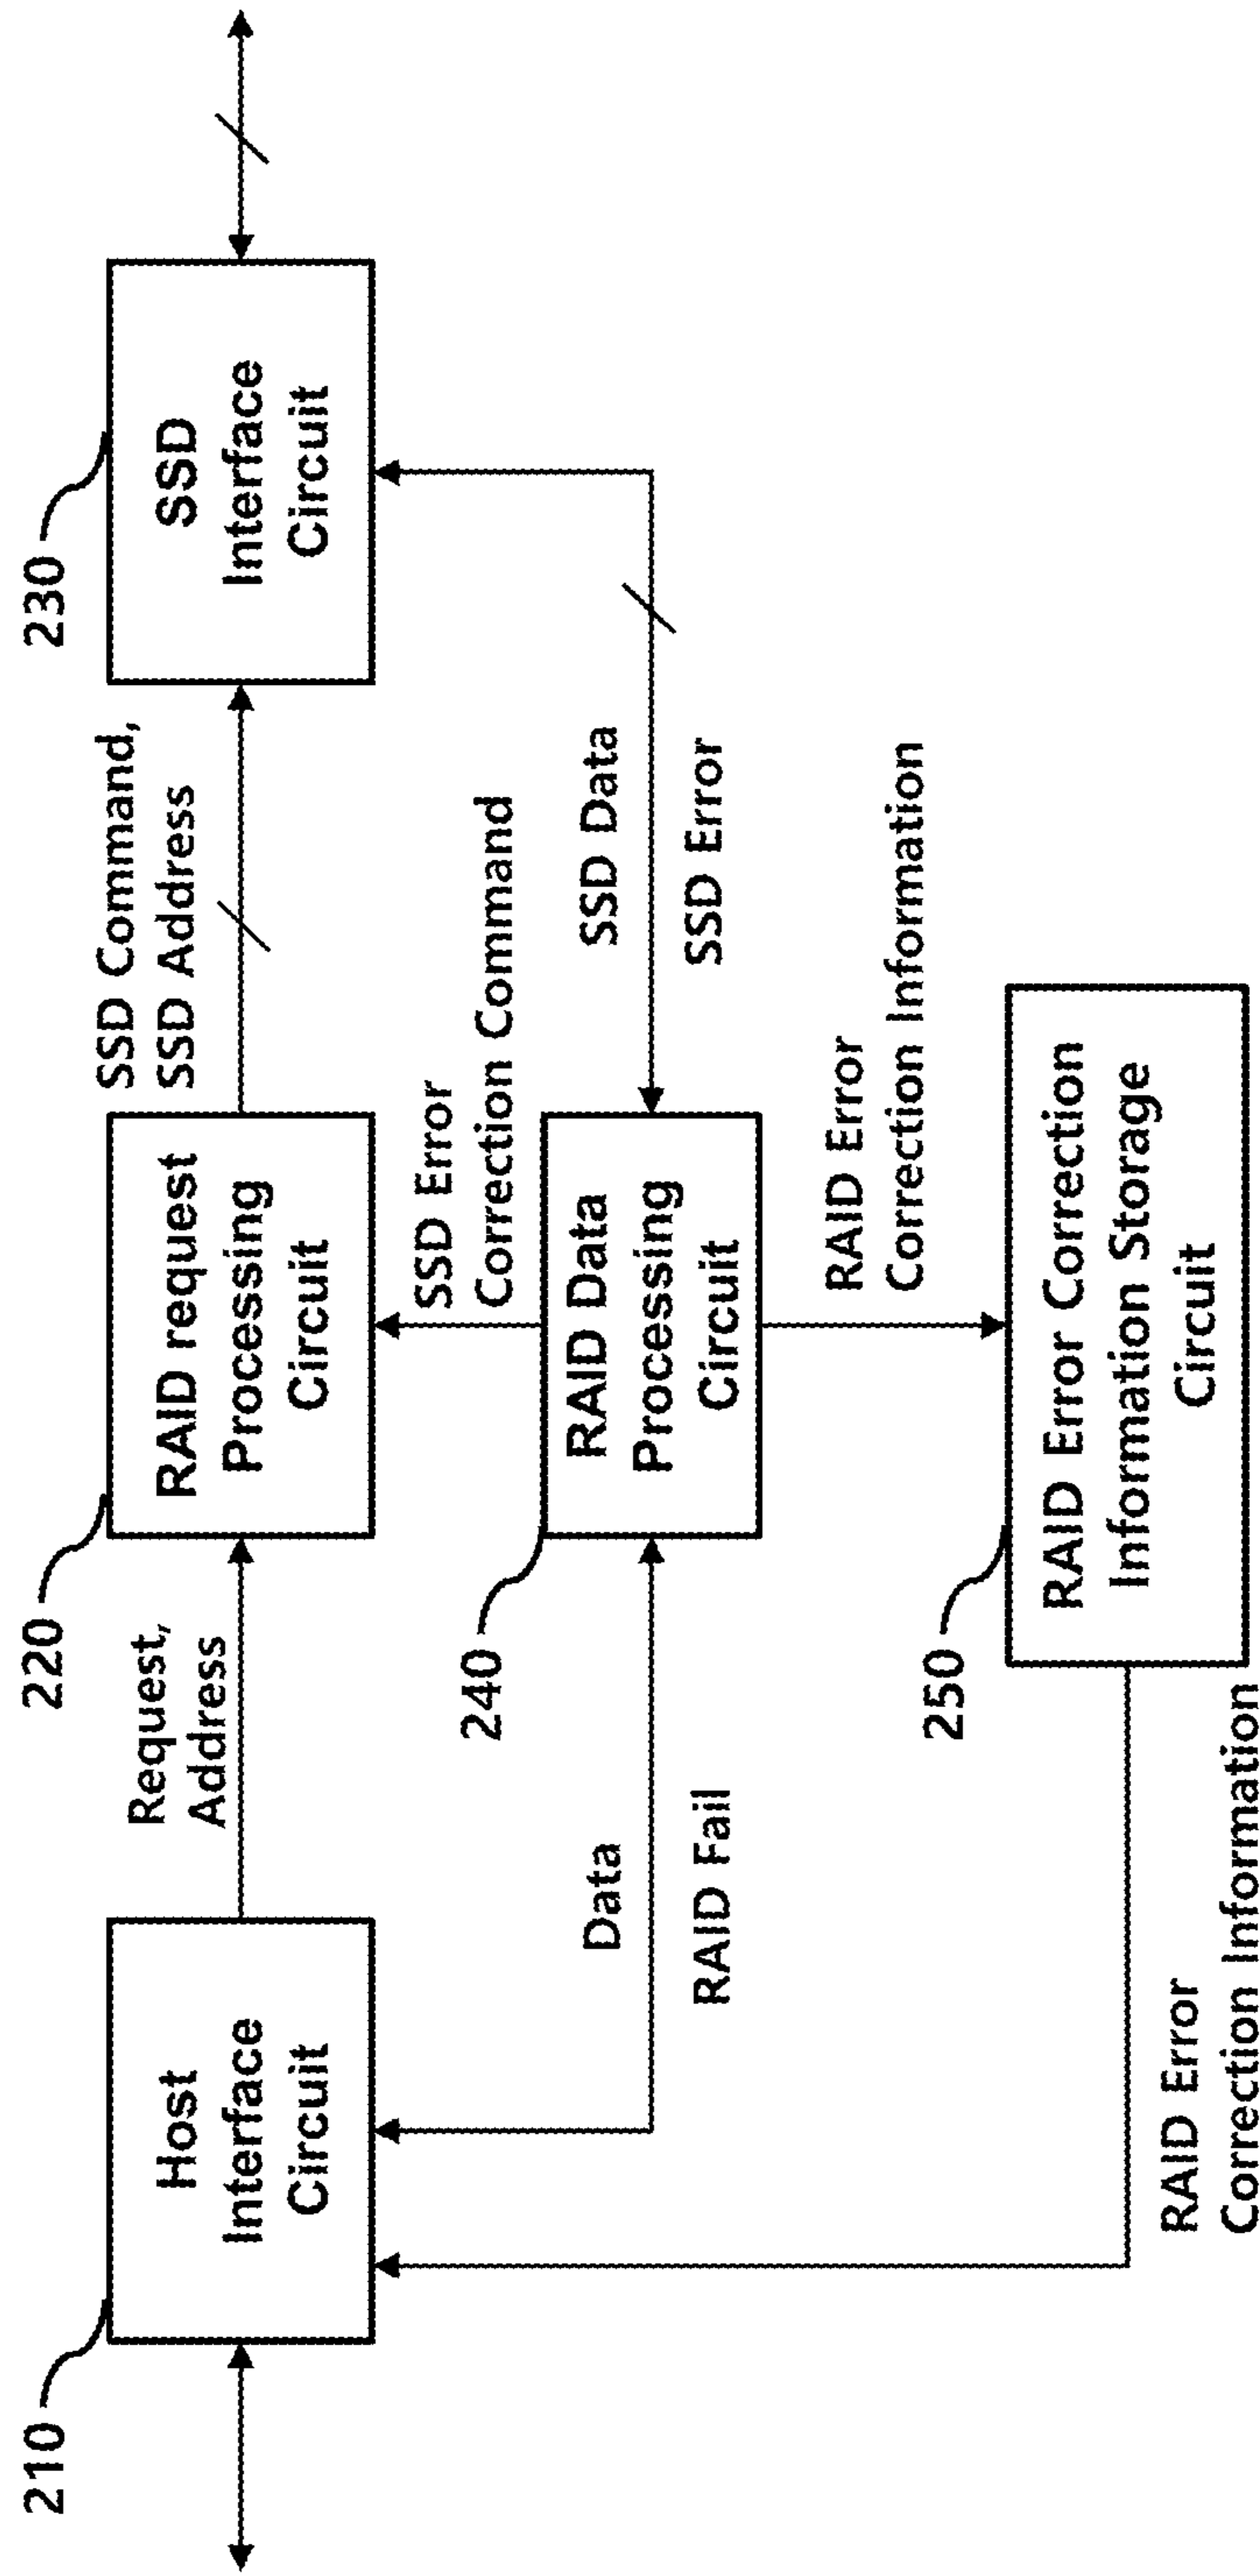 210
Host
Interface
Circuit
Request,
Address
220
RAID request
Processing
Circuit
SSD Command,
SSD Address
230
SSD
Interface
Circuit
SSD Error
Correction Command
Data
RAID Fail
240
RAID Data
Processing
Circuit
SSD Data
SSD Error
RAID Error
Correction Information
250
RAID Error Correction
Information Storage
Circuit
RAID Error
Correction Information